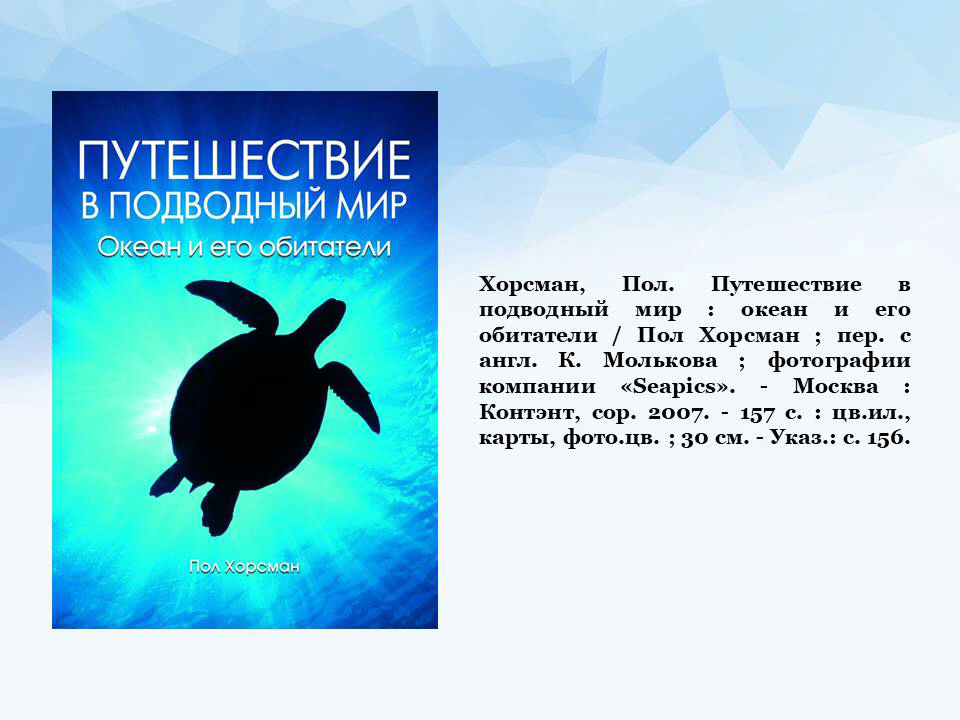 ПУТЕШЕСТВИЕ
В ПОДВОДНЫЙ МИР
Океан и его обитатели
Пол Хорсман
Хорсман, Пол. Путешествие в
подводный мир : океан и его
обитатели / Пол Хорсман ; пер. с
англ. К. Молькова ; фотографии
компании «Seapics». - Москва :
Контэнт, сор. 2007. - 157 с. : цв.ил.,
карты, фото.цв. ; 30 см. - Указ.: с. 156.